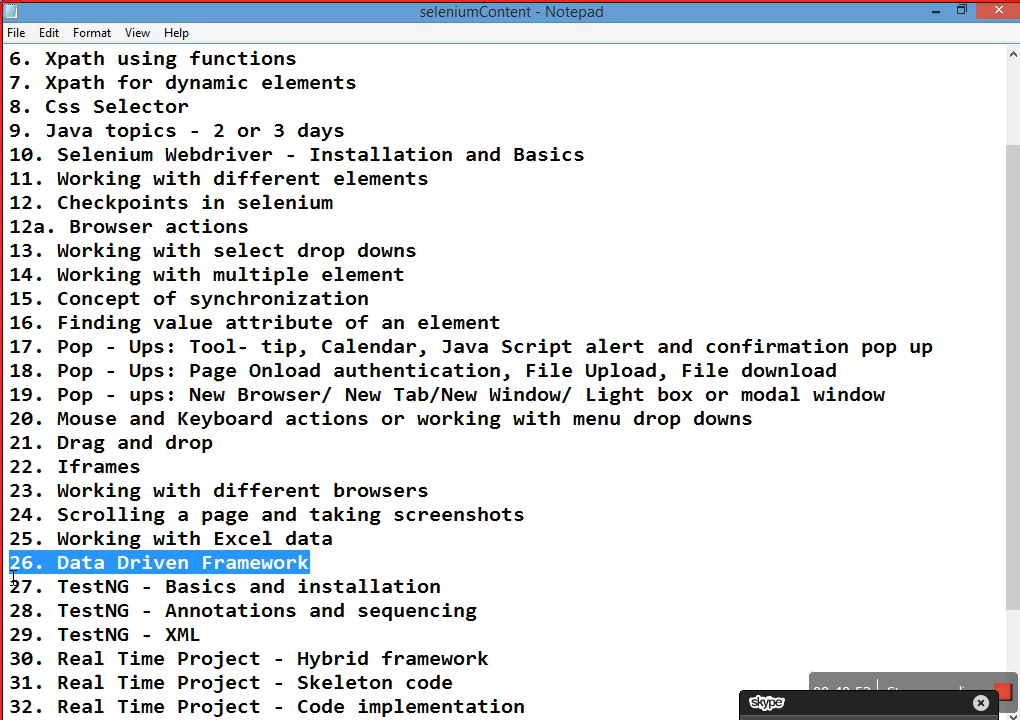 seleniumContent - Notepad
File Edit Format View Help
6. Xpath using functions
7. Xpath for dynamic elements
8. Css Selector
9. Java topics - 2 or 3 days
10. Selenium Webdriver - Installation and Basics
11. Working with different elements
12. Checkpoints in selenium
12a. Browser actions
13. Working with select drop downs
14. Working with multiple element
15. Concept of synchronization
16. Finding value attribute of an element
17. Pop - Ups: Tool- tip, Calendar, Java Script alert and confirmation pop up
18. Pop - Ups: Page Onload authentication, File Upload, File download
19. Pop - ups: New Browser/ New Tab/New Window/ Light box or modal window
20. Mouse and Keyboard actions or working with menu drop downs
21. Drag and drop
22. Iframes
23. Working with different browsers
24. Scrolling a page and taking screenshots
25. Working with Excel data
26. Data Driven Framework
27. TestNG - Basics and installation
28. TestNG - Annotations and sequencing
29. TestNG - XML
30. Real Time Project - Hybrid framework
31. Real Time Project - Skeleton code
32. Real Time Project - Code implementation
skype